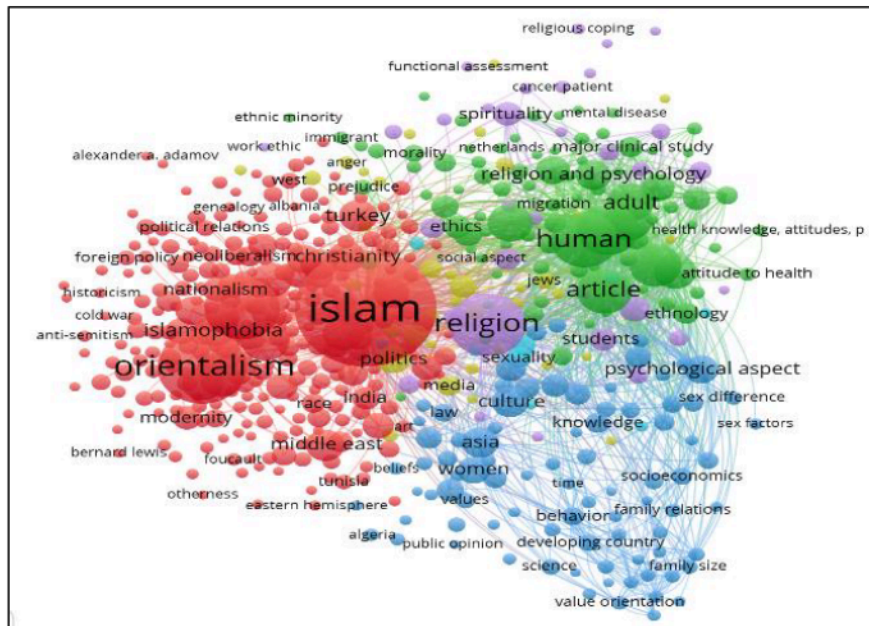 religious coping
functional assessment
cancer patient
spirituality
mental disease
ethnic minority
immigrant
work ethic
morality
netherlands
major clinical study
alexander a. adamov
anger
west
prejudice
religion and psychology
genealogy
albania
migration
adult
political relations
turkey
ethics
human
health knowledge, attitudes, p
foreign policy
neoliberalism
christianity
social aspect
attitude to health
historicism
nationalism
jews
article
islam
cold war
religion
ethnology
anti-semitism
islamophobia
students
orientalism
politics
sexuality
psychological aspect
media
race
india
culture
sex difference
modernity
law
knowledge
sex factors
art
middle east
asia
bernard lewis
foucault
beliefs
women
socioeconomics
tunisia
time
otherness
eastern hemisphere
values
behavior
family relations
algeria
public opinion
developing country
science
family size
value orientation